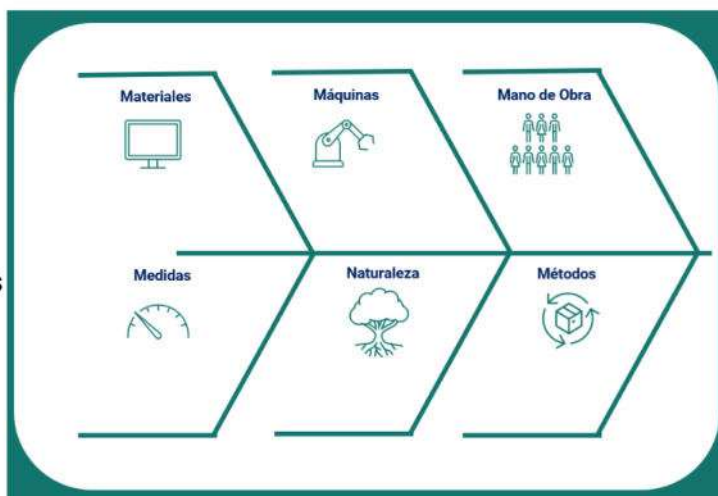 Materiales
Máquinas
Mano de Obra
s
Medidas
Naturaleza
Métodos